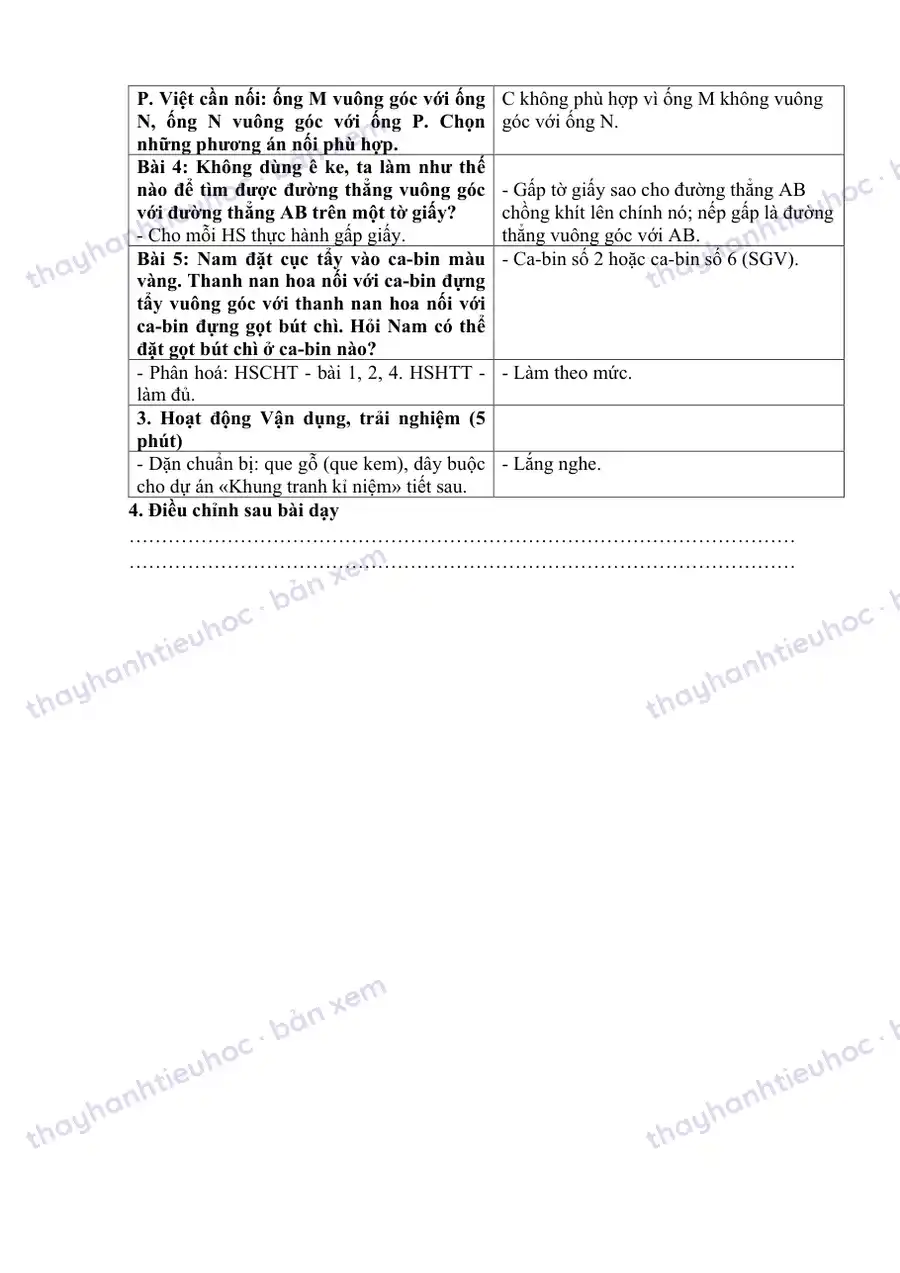 P. Việt cần nối: ống M vuông góc với ống
N, ống N vuông góc với ống P. Chọn
những phương án nối phù hợp.
C không phù hợp vì ống M không vuông
góc với ống N.
Bài 4: Không dùng ê ke, ta làm như thế
nào để tìm được đường thẳng vuông góc
với đường thẳng AB trên một tờ giấy?
- Cho mỗi HS thực hành gấp giấy.
- Gấp tờ giấy sao cho đường thẳng AB
chồng khít lên chính nó; nếp gấp là đường
thẳng vuông góc với AB.
Bài 5: Nam đặt cục tẩy vào ca-bin màu
vàng. Thanh nan hoa nối với ca-bin đựng
tẩy vuông góc với thanh nan hoa nối với
ca-bin đựng gọt bút chì. Hỏi Nam có thể
đặt gọt bút chì ở ca-bin nào?
- Ca-bin số 2 hoặc ca-bin số 6 (SGV).
- Phân hoá: HSCHT - bài 1, 2, 4. HSHTT -
làm đủ.
- Làm theo mức.
3. Hoạt động Vận dụng, trải nghiệm (5
phút)
- Dặn chuẩn bị: que gỗ (que kem), dây buộc
cho dự án «Khung tranh kỉ niệm» tiết sau.
- Lắng nghe.
4. Điều chỉnh sau bài dạy
……………………………………………………………………………………………
……………………………………………………………………………………………
thayhanhtieuhoc · bản xem
thayhanhtieuhoc · b
thayhanhtieuhoc · bản xem
thayhanhtieuhoc · b
thayhanhtieuhoc · bản xem
thayhanhtieuhoc · b